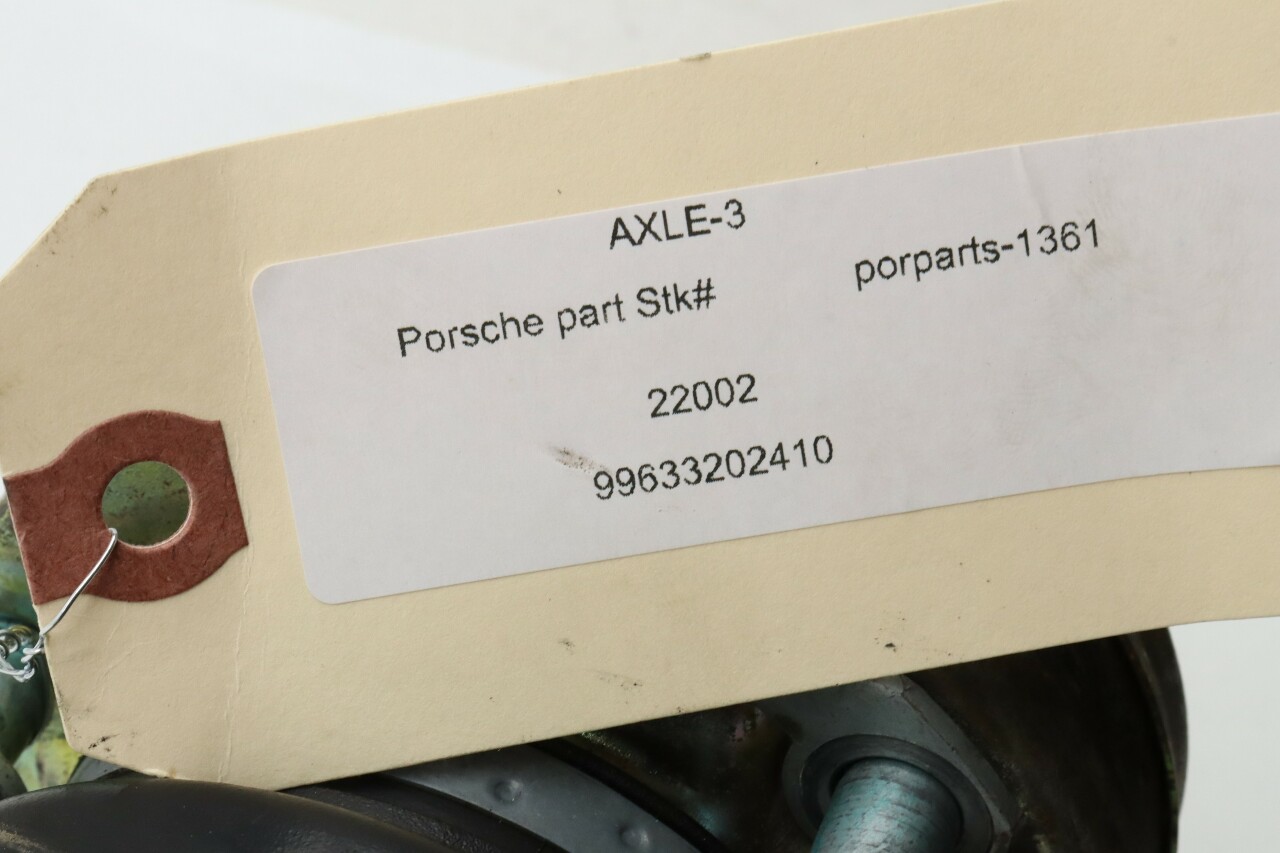 AXLE-3
Porsche part Stk# porparts-1361
22002
99633202410